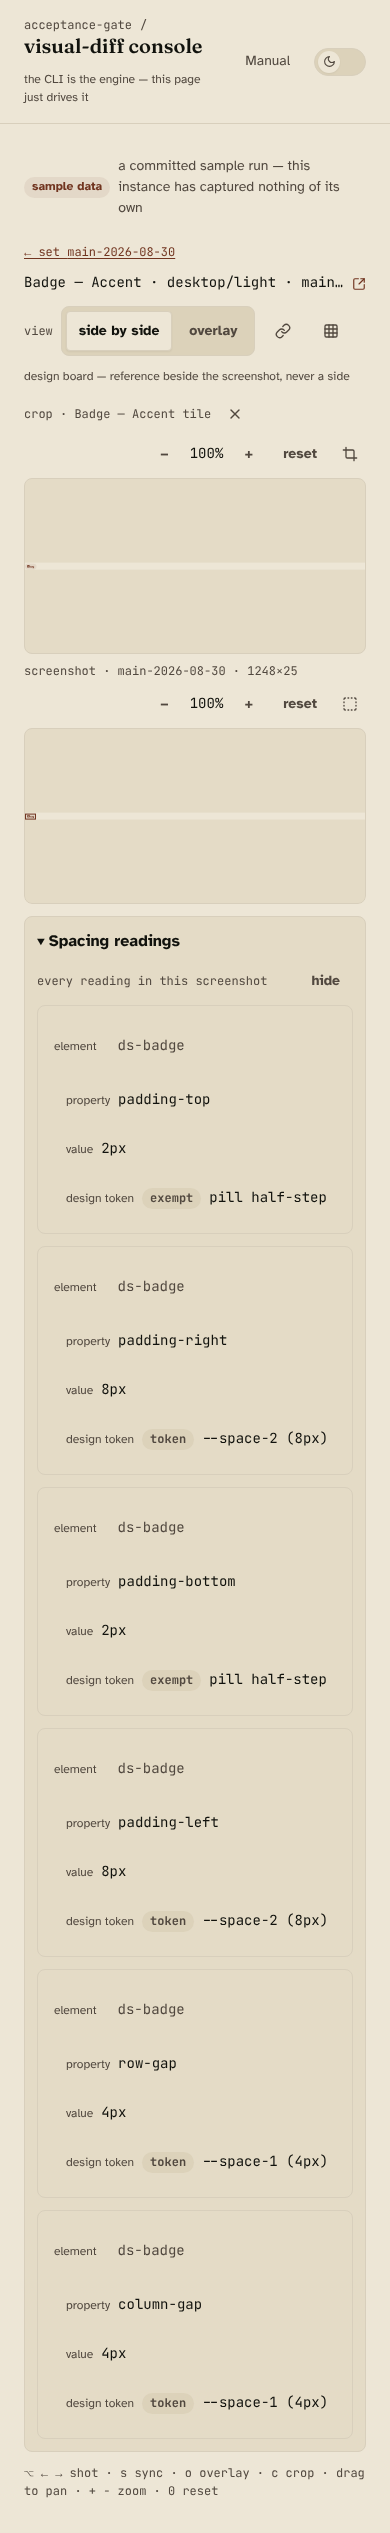 acceptance-gate /
visual-diff console
the CLI is the engine — this page
just drives it
Manual
sample data
a committed sample run — this
instance has captured nothing of its
own
← set main-2026-08-30
Badge — Accent · desktop/light · main…
view
side by side
overlay
design board — reference beside the screenshot, never a side
crop · Badge — Accent tile ×
− 100% + reset
screenshot · main-2026-08-30 · 1248×25
− 100% + reset
▾ Spacing readings
every reading in this screenshot
hide
element ds-badge
property padding-top
value 2px
design token exempt pill half-step
element ds-badge
property padding-right
value 8px
design token token --space-2 (8px)
element ds-badge
property padding-bottom
value 2px
design token exempt pill half-step
element ds-badge
property padding-left
value 8px
design token token --space-2 (8px)
element ds-badge
property row-gap
value 4px
design token token --space-1 (4px)
element ds-badge
property column-gap
value 4px
design token token --space-1 (4px)
⌥ ← → shot · s sync · o overlay · c crop · drag
to pan · + - zoom · 0 reset